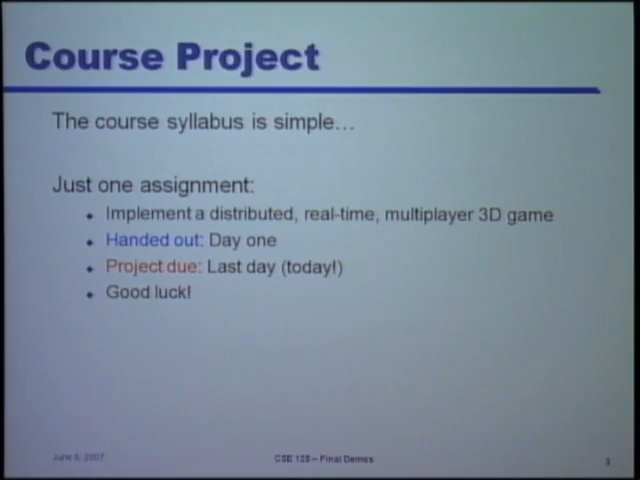 Course Project
The course syllabus is simple...
Just one assignment:
Implement a distributed, real-time, multiplayer 3D game
Handed out: Day one
Project due: Last day (today!)
Good luck!
2007
CSE 125 – Final Demos